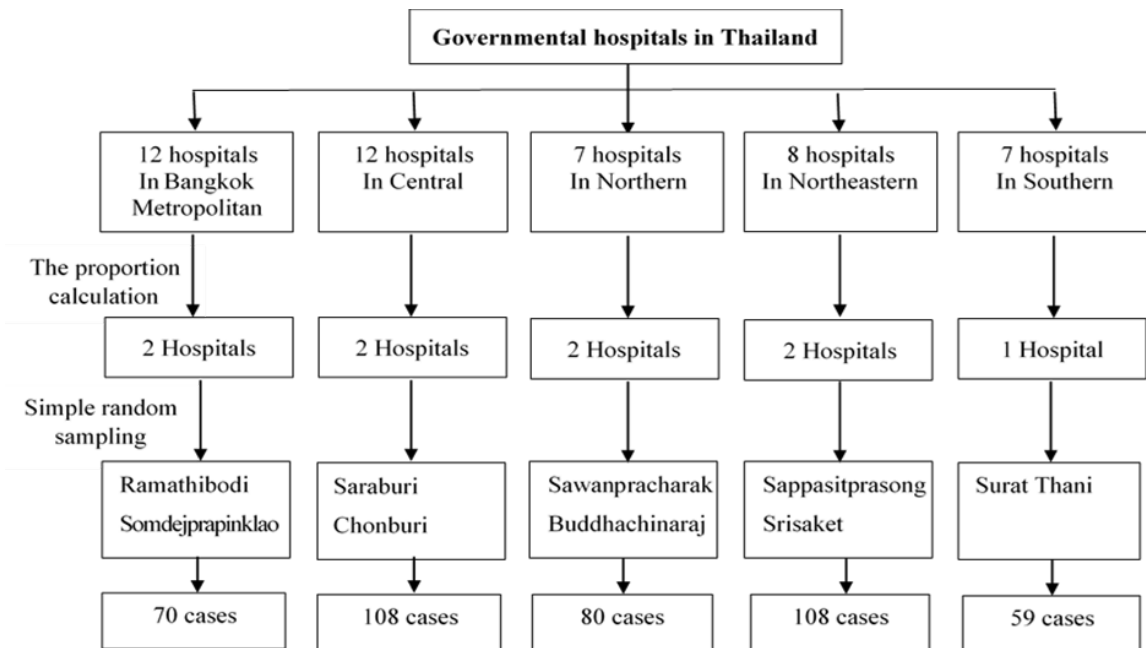 Governmental hospitals in Thailand
12 hospitals
In Bangkok
Metropolitan
12 hospitals
In Central
7 hospitals
In Northern
8 hospitals
In Northeastern
7 hospitals
In Southern
The proportion
calculation
2 Hospitals
2 Hospitals
2 Hospitals
2 Hospitals
1 Hospital
Simple random
sampling
Ramathibodi
Somdejprapinklao
Saraburi
Chonburi
Sawanpracharak
Buddhachinaraj
Sappasitprasong
Srisaket
Surat Thani
70 cases
108 cases
80 cases
108 cases
59 cases